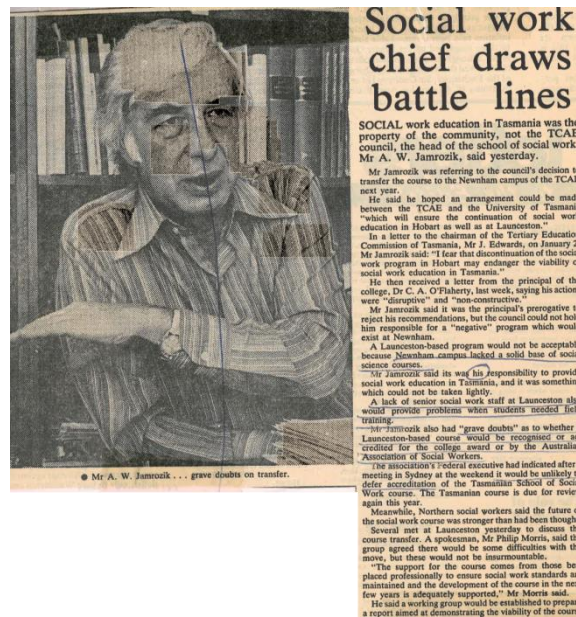 Social work
chief draws
battle lines
SOCIAL work education in Tasmania was the
property of the community, not the TCAE
council, the head of the school of social work
Mr A. W. Jamrozik, said yesterday.
Mr Jamrozik was referring to the council's decision
transfer the course to the Newnham campus of the TCAE
next year.
He said he hoped an arrangement could be made
between the TCAE and the University of Tasmania
"which will ensure the continuation of social work
education in Hobart as well as at Launceston."
In a letter to the chairman of the Tertiary Education
Commission of Tasmania, Mr J. Edwards, on January
Mr Jamrozik said: "I fear that discontinuation of the social
work program in Hobart may endanger the viability of
social work education in Tasmania."
He then received a letter from the principal of the
college, Dr C. A. O'Flaherty, last week, saying his action
were "disruptive" and "non-constructive."
Mr Jamrozik said it was the principal's prerogative to
reject his recommendations, but the council could not hold
him responsible for a "negative" program which would
exist at Newnham.
A Launceston-based program would not be acceptable
because Newnham campus lacked a solid base of social
science courses.
Mr Jamrozik said its was his responsibility to provide
social work education in Tasmania, and it was something
which could not be taken lightly.
A lack of senior social work staff at Launceston also
would provide problems when students needed field
training.
Mr Jamrozik also had "grave doubts" as to whether
Launceston-based course would be recognised or ac
credited for the college award or by the Australian
Association of Social Workers.
The association's Federal executive had indicated after
meeting in Sydney at the weekend it would be unlikely to
defer accreditation of the Tasmanian School of Social
Work course. The Tasmanian course is due for review
again this year.
Meanwhile, Northern social workers said the future of
the social work course was stronger than had been thought
Several met at Launceston yesterday to discuss the
course transfer. A spokesman, Mr Philip Morris, said the
group agreed there would be some difficulties with the
move, but these would not be insurmountable.
"The support for the course comes from those best
placed professionally to ensure social work standards are
maintained and the development of the course in the next
few years is adequately supported," Mr Morris said.
He said a working group would be established to prepare
a report aimed at demonstrating the viability of the course
● Mr A. W. Jamrozik . . . grave doubts on transfer.